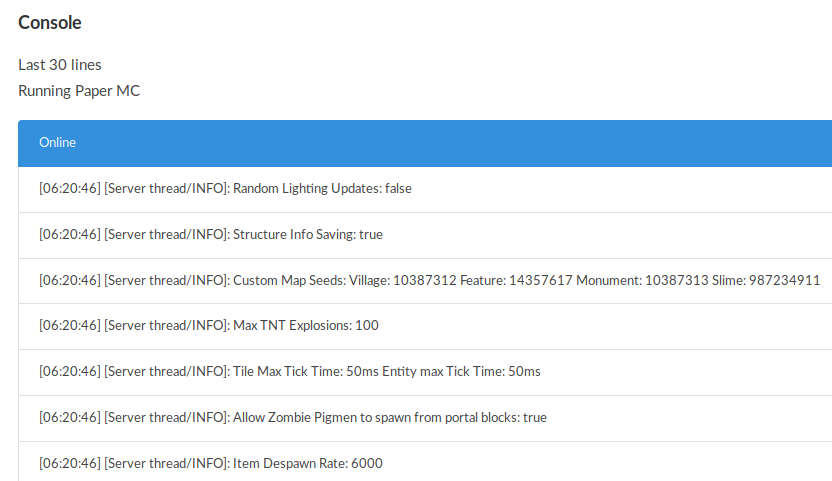 Console
Last 30 lines
Running Paper MC
Online
[06:20:46] [Server thread/INFO]: Random Lighting Updates: false
[06:20:46] [Server thread/INFO]: Structure Info Saving: true
[06:20:46] [Server thread/INFO]: Custom Map Seeds: Village: 10387312 Feature: 14357617 Monument: 10387313 Slime: 987234911
[06:20:46] [Server thread/INFO]: Max TNT Explosions: 100
[06:20:46] [Server thread/INFO]: Tile Max Tick Time: 50ms Entity max Tick Time: 50ms
[06:20:46] [Server thread/INFO]: Allow Zombie Pigmen to spawn from portal blocks: true
[06:20:46] [Server thread/INFO]: Item Despawn Rate: 6000